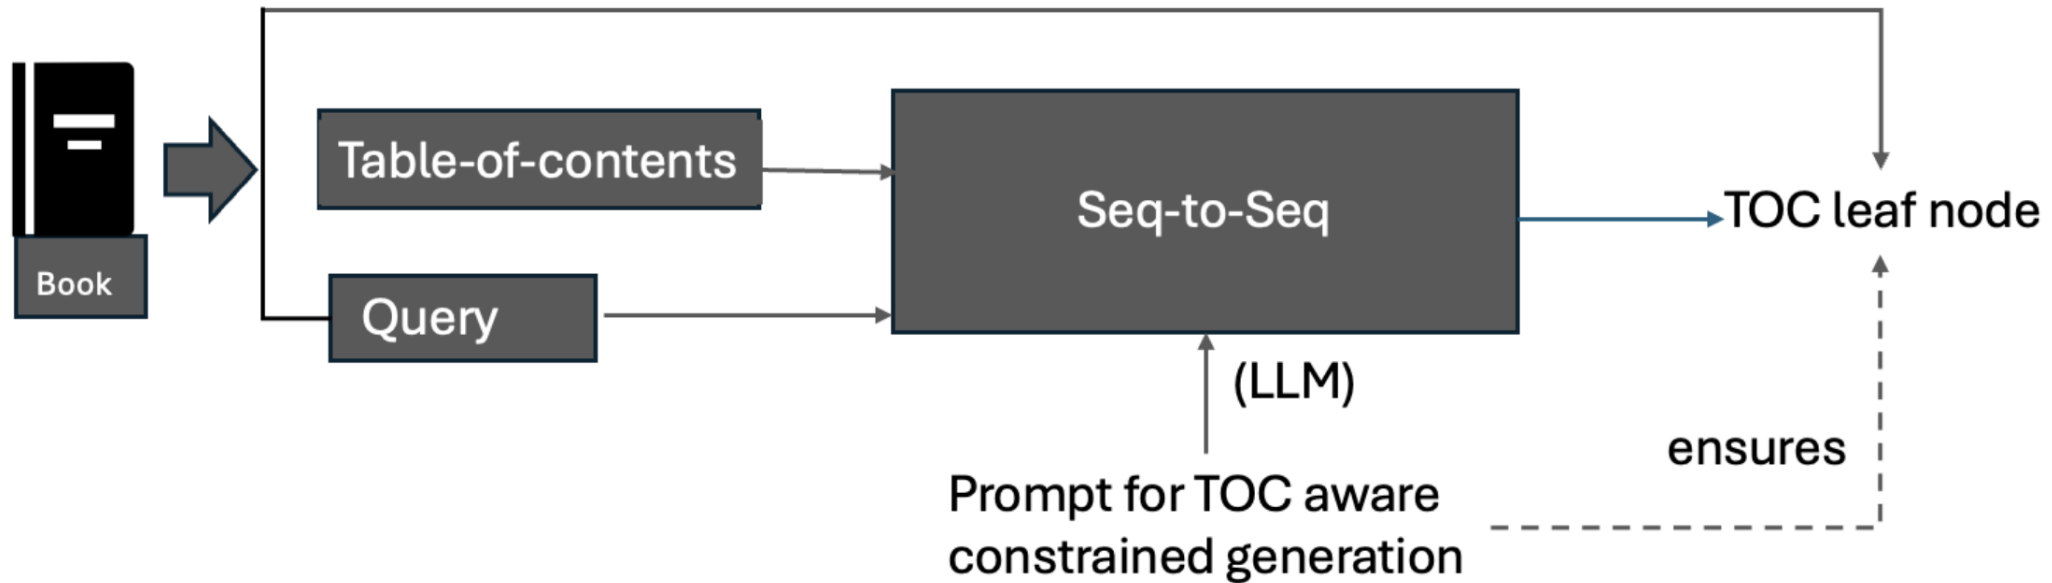 Table-of-contents
Seq-to-Seq
TOC leaf node
Book
Query
(LLM)
ensures
Prompt for TOC aware
constrained generation